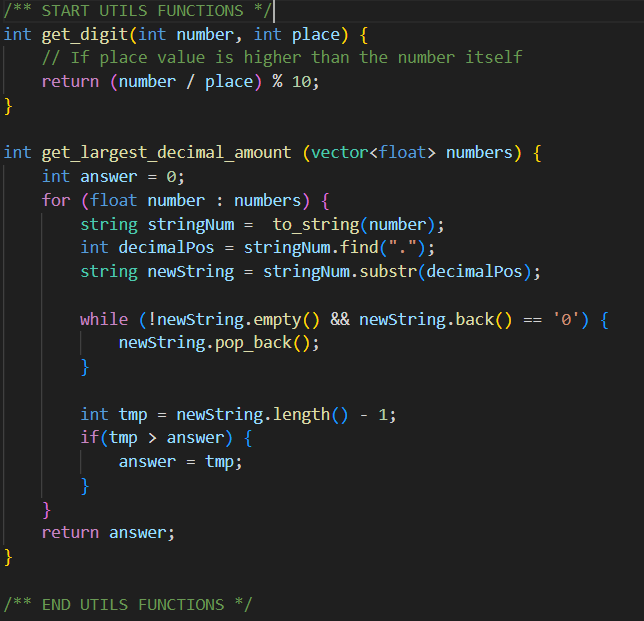 /** START UTILS FUNCTIONS */
int get_digit(int number, int place) {
    // If place value is higher than the number itself
    return (number / place) % 10;
}

int get_largest_decimal_amount (vector<float> numbers) {
    int answer = 0;
    for (float number : numbers) {
        string stringNum =  to_string(number);
        int decimalPos = stringNum.find(".");
        string newString = stringNum.substr(decimalPos);

        while (!newString.empty() && newString.back() == '0') {
            newString.pop_back();
        }

        int tmp = newString.length() - 1;
        if(tmp > answer) {
            answer = tmp;
        }
    }
    return answer;
}

/** END UTILS FUNCTIONS */